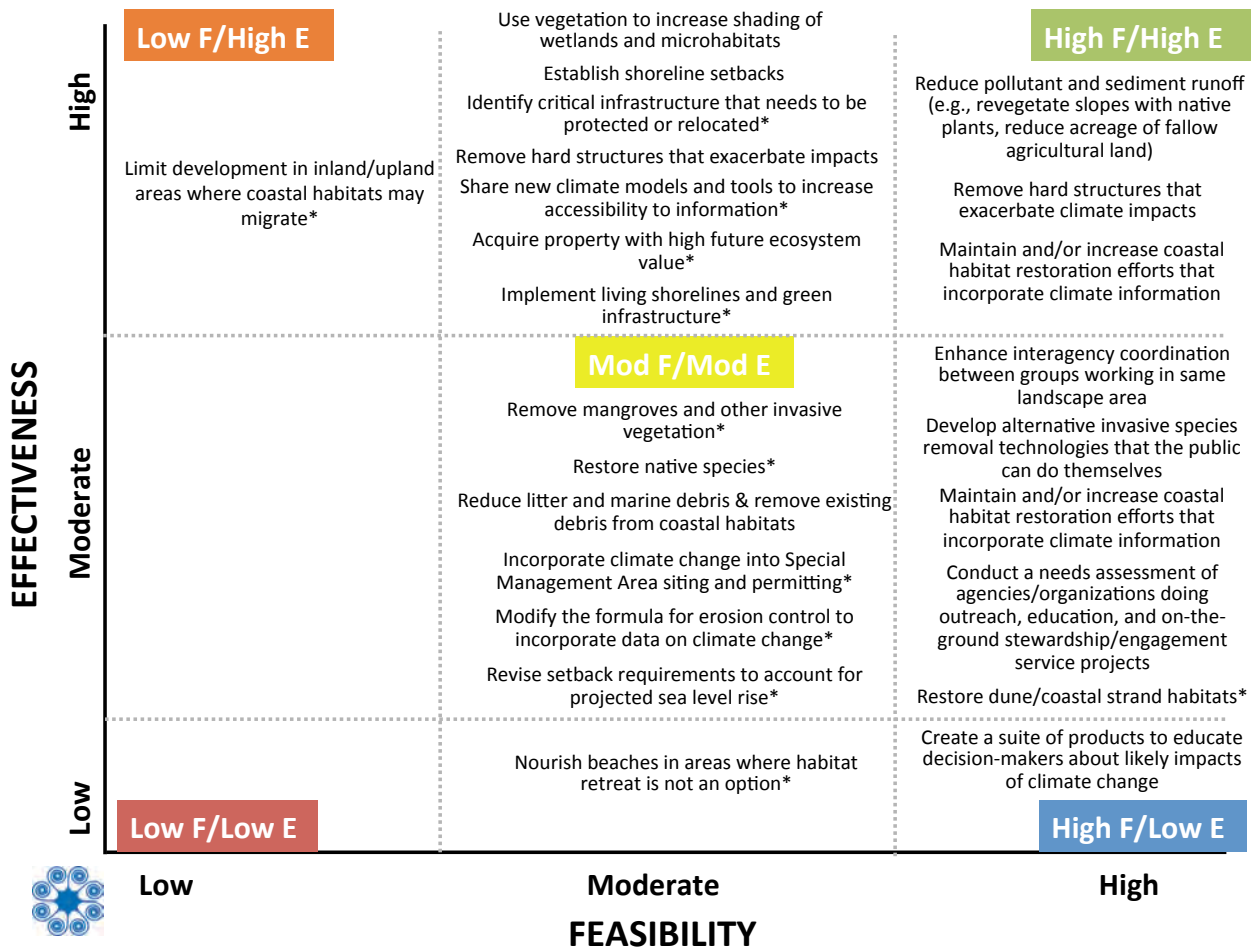 Low F/High E
Use vegetation to increase shading of
wetlands and microhabitats
Establish shoreline setbacks
Identify critical infrastructure that needs to be
protected or relocated*
Remove hard structures that exacerbate impacts
Share new climate models and tools to increase
accessibility to information*
Acquire property with high future ecosystem
value*
Implement living shorelines and green
infrastructure*
High F/High E
Reduce pollutant and sediment runoff
(e.g., revegetate slopes with native
plants, reduce acreage of fallow
agricultural land)
Remove hard structures that
exacerbate climate impacts
Maintain and/or increase coastal
habitat restoration efforts that
incorporate climate information
High
Limit development in inland/upland
areas where coastal habitats may
migrate*
EFFECTIVENESS
Moderate
Mod F/Mod E
Remove mangroves and other invasive
vegetation*
Restore native species*
Reduce litter and marine debris & remove existing
debris from coastal habitats
Incorporate climate change into Special
Management Area siting and permitting*
Modify the formula for erosion control to
incorporate data on climate change*
Revise setback requirements to account for
projected sea level rise*
Enhance interagency coordination
between groups working in same
landscape area
Develop alternative invasive species
removal technologies that the public
can do themselves
Maintain and/or increase coastal
habitat restoration efforts that
incorporate climate information
Conduct a needs assessment of
agencies/organizations doing
outreach, education, and on-the-
ground stewardship/engagement
service projects
Restore dune/coastal strand habitats*
Low
Low F/Low E
Nourish beaches in areas where habitat
retreat is not an option*
Create a suite of products to educate
decision-makers about likely impacts
of climate change
High F/Low E
Low
Moderate
High
FEASIBILITY